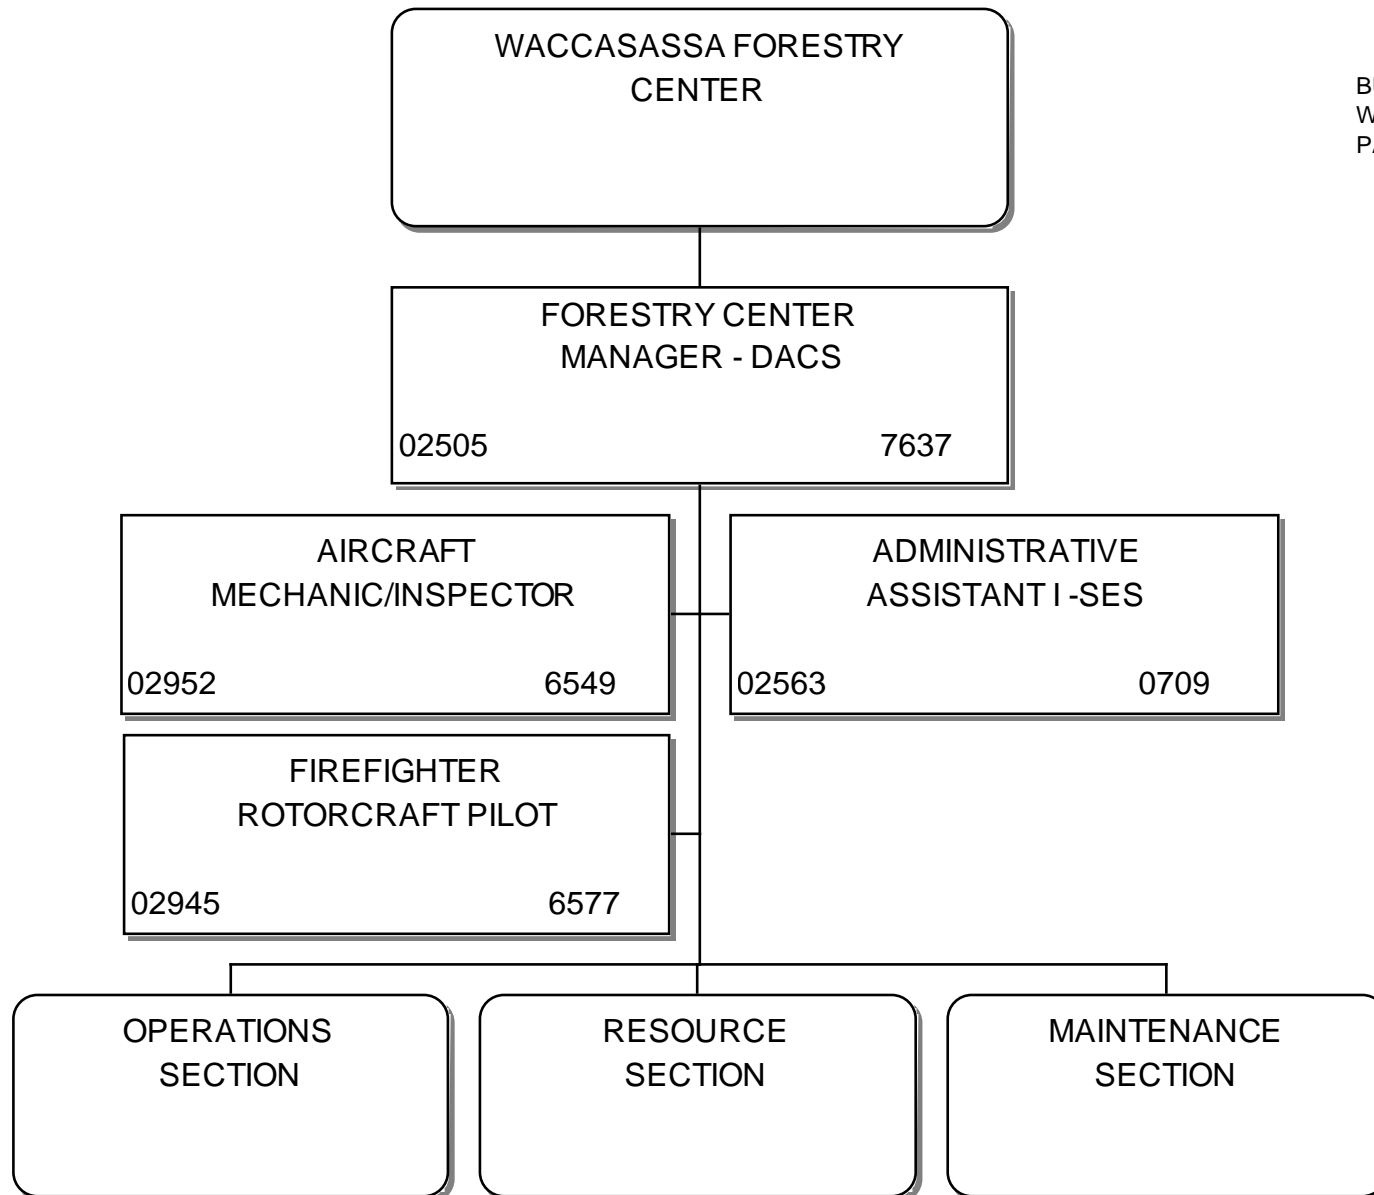 WACCASASSA FORESTRY
CENTER
FORESTRY CENTER
MANAGER - DACS
02505 7637
AIRCRAFT
MECHANIC/INSPECTOR
02952 6549
ADMINISTRATIVE
ASSISTANT I -SES
02563 0709
FIREFIGHTER
ROTORCRAFT PILOT
02945 6577
OPERATIONS
SECTION
RESOURCE
SECTION
MAINTENANCE
SECTION